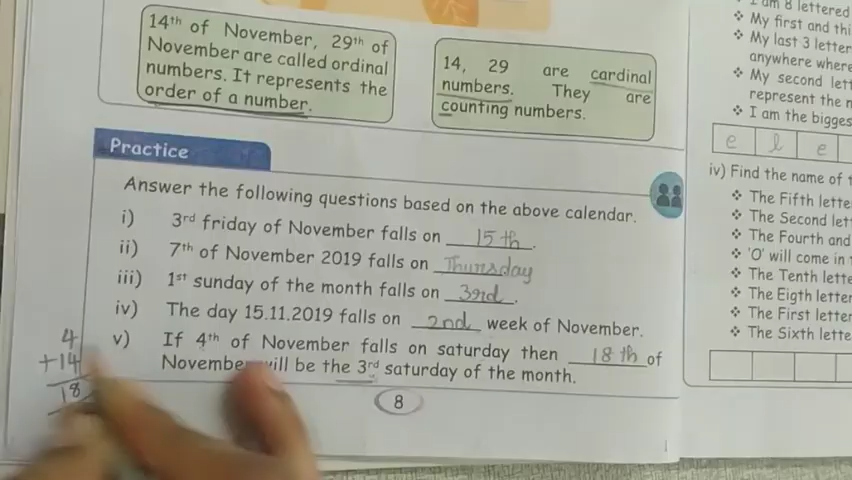 14th of November, 29th of
November are called ordinal
numbers. It represents the
order of a number.
14, 29 are cardinal
numbers. They are
counting numbers.
Practice
Answer the following questions based on the above calendar.
i) 3rd friday of November falls on 15th.
ii) 7th of November 2019 falls on Thursday
iii) 1st sunday of the month falls on 3rd.
iv) The day 15.11.2019 falls on 2nd week of November.
v) If 4th of November falls on saturday then 18th of
November will be the 3rd saturday of the month.
4
+14
18
8
I am 8 lettered
❖ My first and thi
❖ My last 3 letter
anywhere where
❖ My second lett
represent the n
❖ I am the bigges
e l e
iv) Find the name of
❖ The Fifth lette
❖ The Second let
❖ The Fourth and
❖ 'O' will come in
❖ The Tenth lette
❖ The Eigth letter
❖ The First letter
❖ The Sixth lette